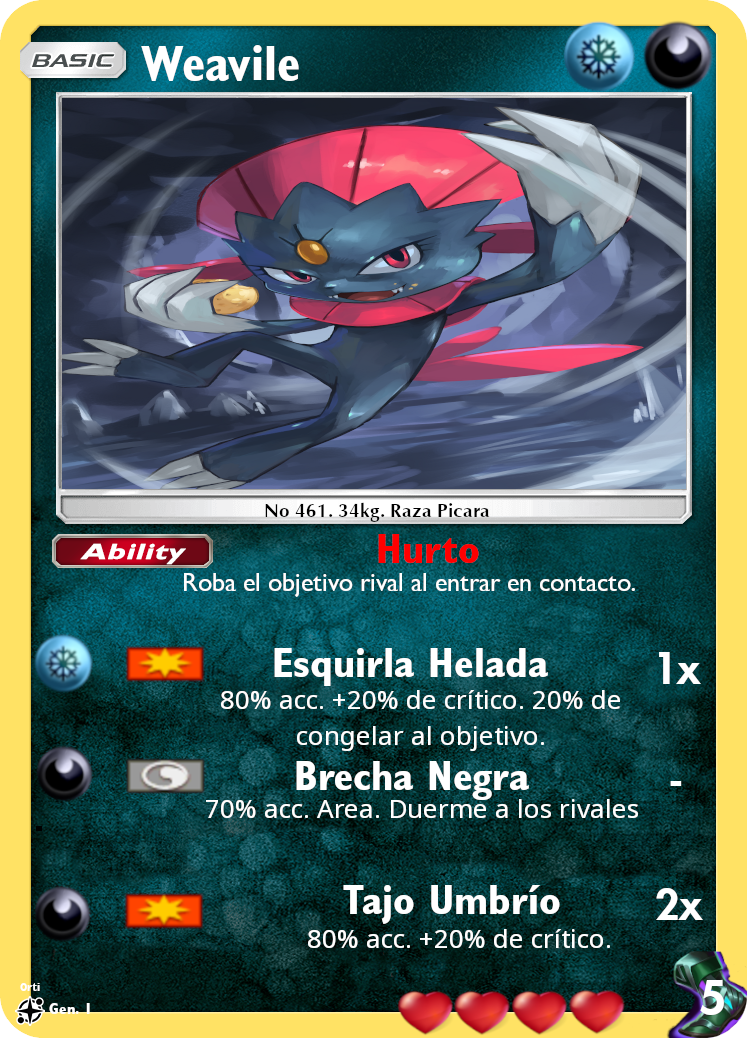 BASIC Weavile
No 461. 34kg. Raza Picara
Ability Hurto
Roba el objetivo rival al entrar en contacto.
Esquirla Helada 1x
80% acc. +20% de crítico. 20% de
congelar al objetivo.
Brecha Negra -
70% acc. Area. Duerme a los rivales
Tajo Umbrío 2x
80% acc. +20% de crítico.
Orti
Gen. I
5